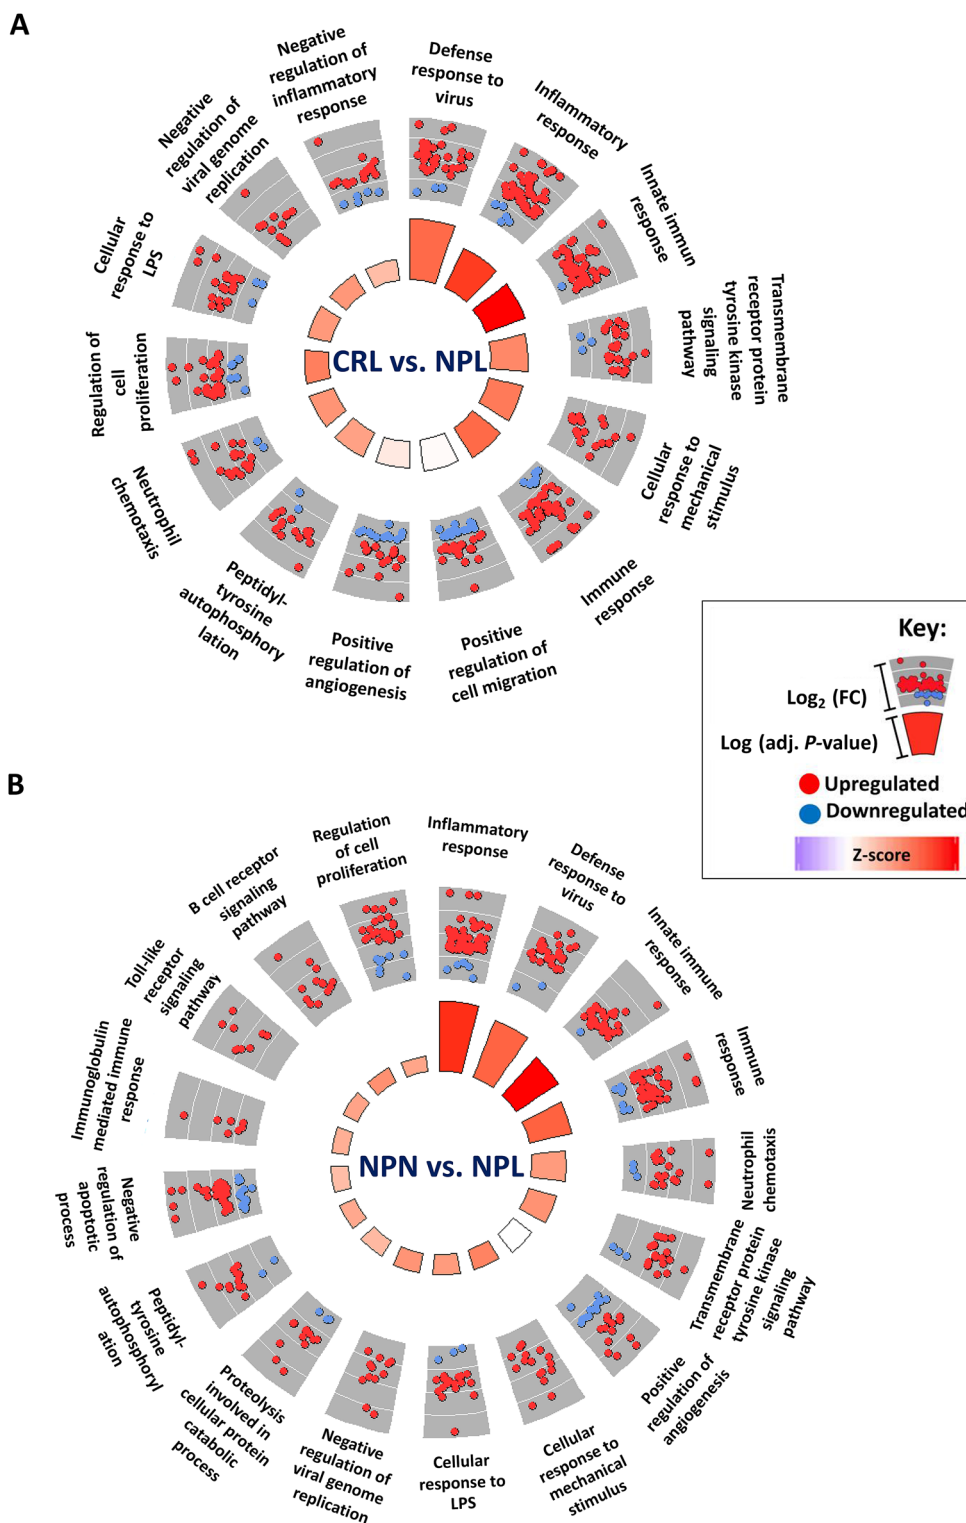 A
Negative
regulation of
inflammatory
response
Defense
response to
virus
Inflammatory
response
Innate immun
response
Transmembrane
receptor protein
tyrosine kinase
signaling
pathway
Cellular
response to
mechanical
stimulus
Immune
response
Positive
regulation of
cell migration
Positive
regulation of
angiogenesis
Peptidyl-
tyrosine
autophosphory
lation
Neutrophil
chemotaxis
Regulation of
cell
proliferation
Cellular
response to
LPS
Negative
regulation of
viral genome
replication
CRL vs. NPL
Key:
Log2 (FC)
Log (adj. P-value)
Upregulated
Downregulated
Z-score
B
Regulation
of cell
proliferation
Inflammatory
response
Defense
response to
virus
Innate immune
response
Immune
response
Neutrophil
chemotaxis
Transmembrane
receptor protein
tyrosine kinase
signaling
pathway
Positive
regulation of
angiogenesis
Cellular
response to
mechanical
stimulus
Cellular
response to
LPS
Negative
regulation of
viral genome
replication
Proteolysis
involved in
cellular protein
catabolic
process
Peptidyl-
tyrosine
autophosphoryl
ation
Negative
regulation of
apoptotic
process
Immunoglobulin
mediated immune
response
Toll-like
receptor
signaling
pathway
B cell receptor
signaling
pathway
NPN vs. NPL